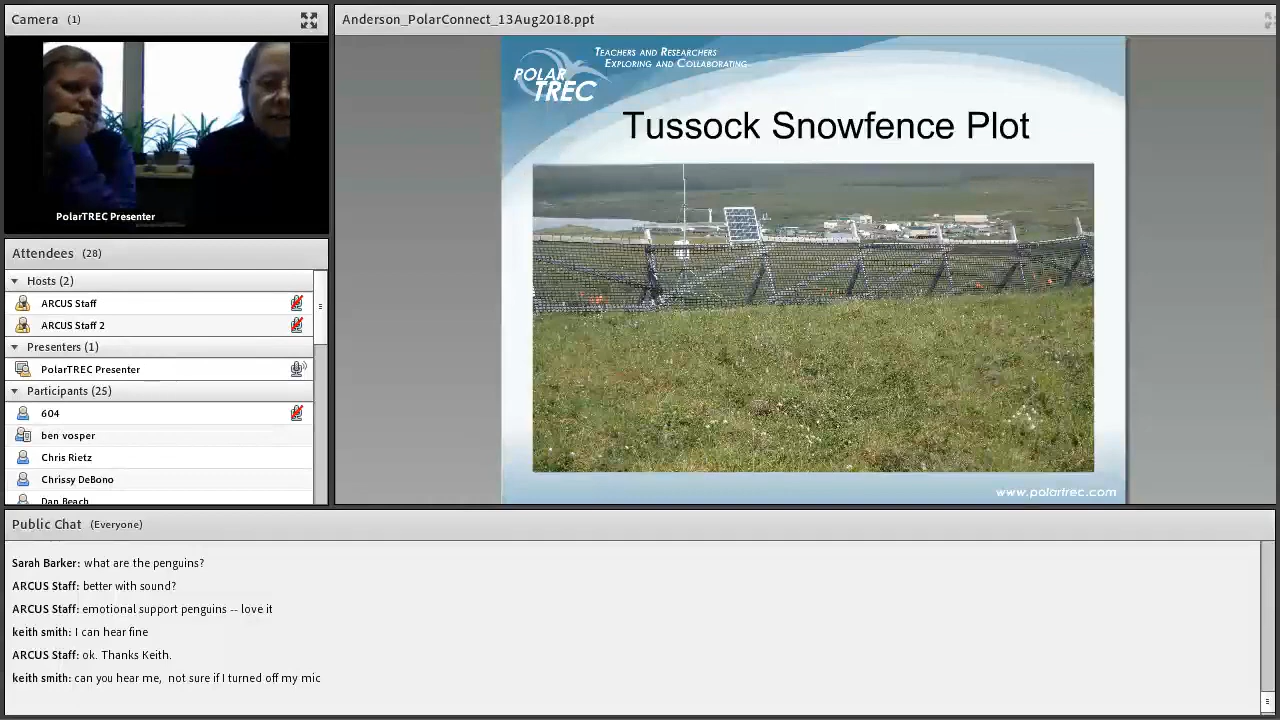 Camera (1)
PolarTREC Presenter
Attendees (28)
Hosts (2)
ARCUS Staff
ARCUS Staff 2
Presenters (1)
PolarTREC Presenter
Participants (25)
604
ben vosper
Chris Rietz
Chrissy DeBono
Dan Beach
Anderson_PolarConnect_13Aug2018.ppt
TEACHERS AND RESEARCHERS
EXPLORING AND COLLABORATING
POLAR
TREC
Tussock Snowfence Plot
www.polartrec.com
Public Chat (Everyone)
Sarah Barker: what are the penguins?
ARCUS Staff: better with sound?
ARCUS Staff: emotional support penguins -- love it
keith smith: I can hear fine
ARCUS Staff: ok. Thanks Keith.
keith smith: can you hear me,  not sure if I turned off my mic